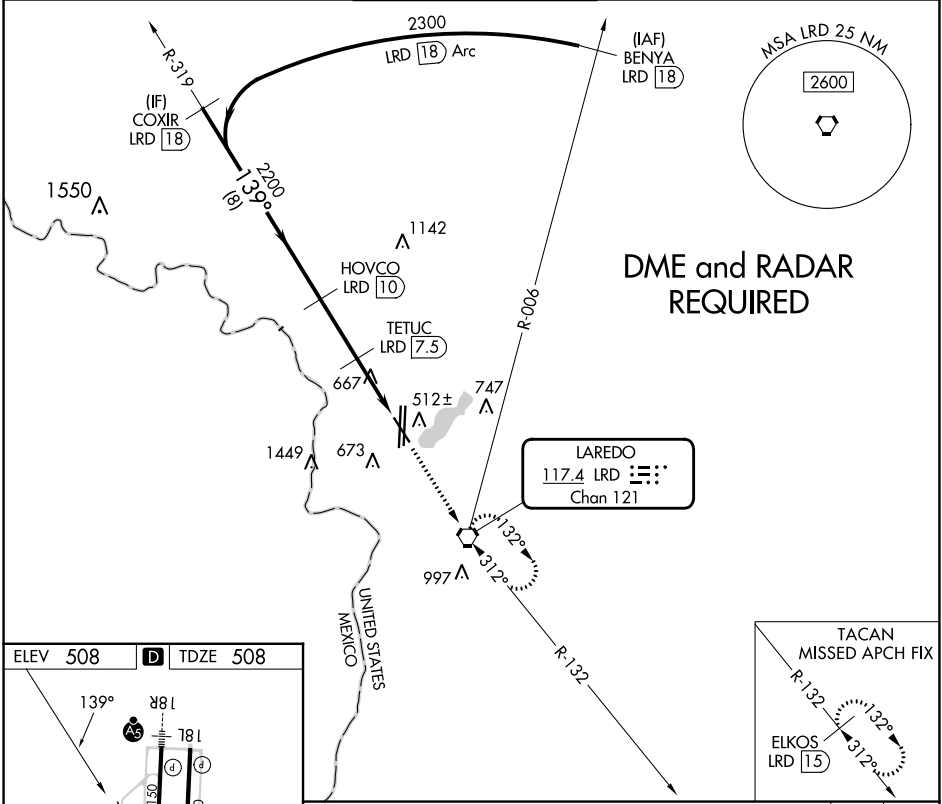 2300
LRD 18 Arc
(IAF)
BENYA
LRD 18
MSA LRD 25 NM
2600
R-319
(IF)
COXIR
LRD 18
2200
139°
(8)
1550
1142
HOVCO
LRD 10
DME and RADAR
REQUIRED
R-006
TETUC
LRD 7.5
667
512±
747
1449
673
LAREDO
117.4 LRD
Chan 121
132°
312°
997
UNITED STATES
MEXICO
R-132
TACAN
MISSED APCH FIX
R-132
132°
312°
ELKOS
LRD 15
ELEV 508 D TDZE 508
139°
18R
A5
18L
P
P